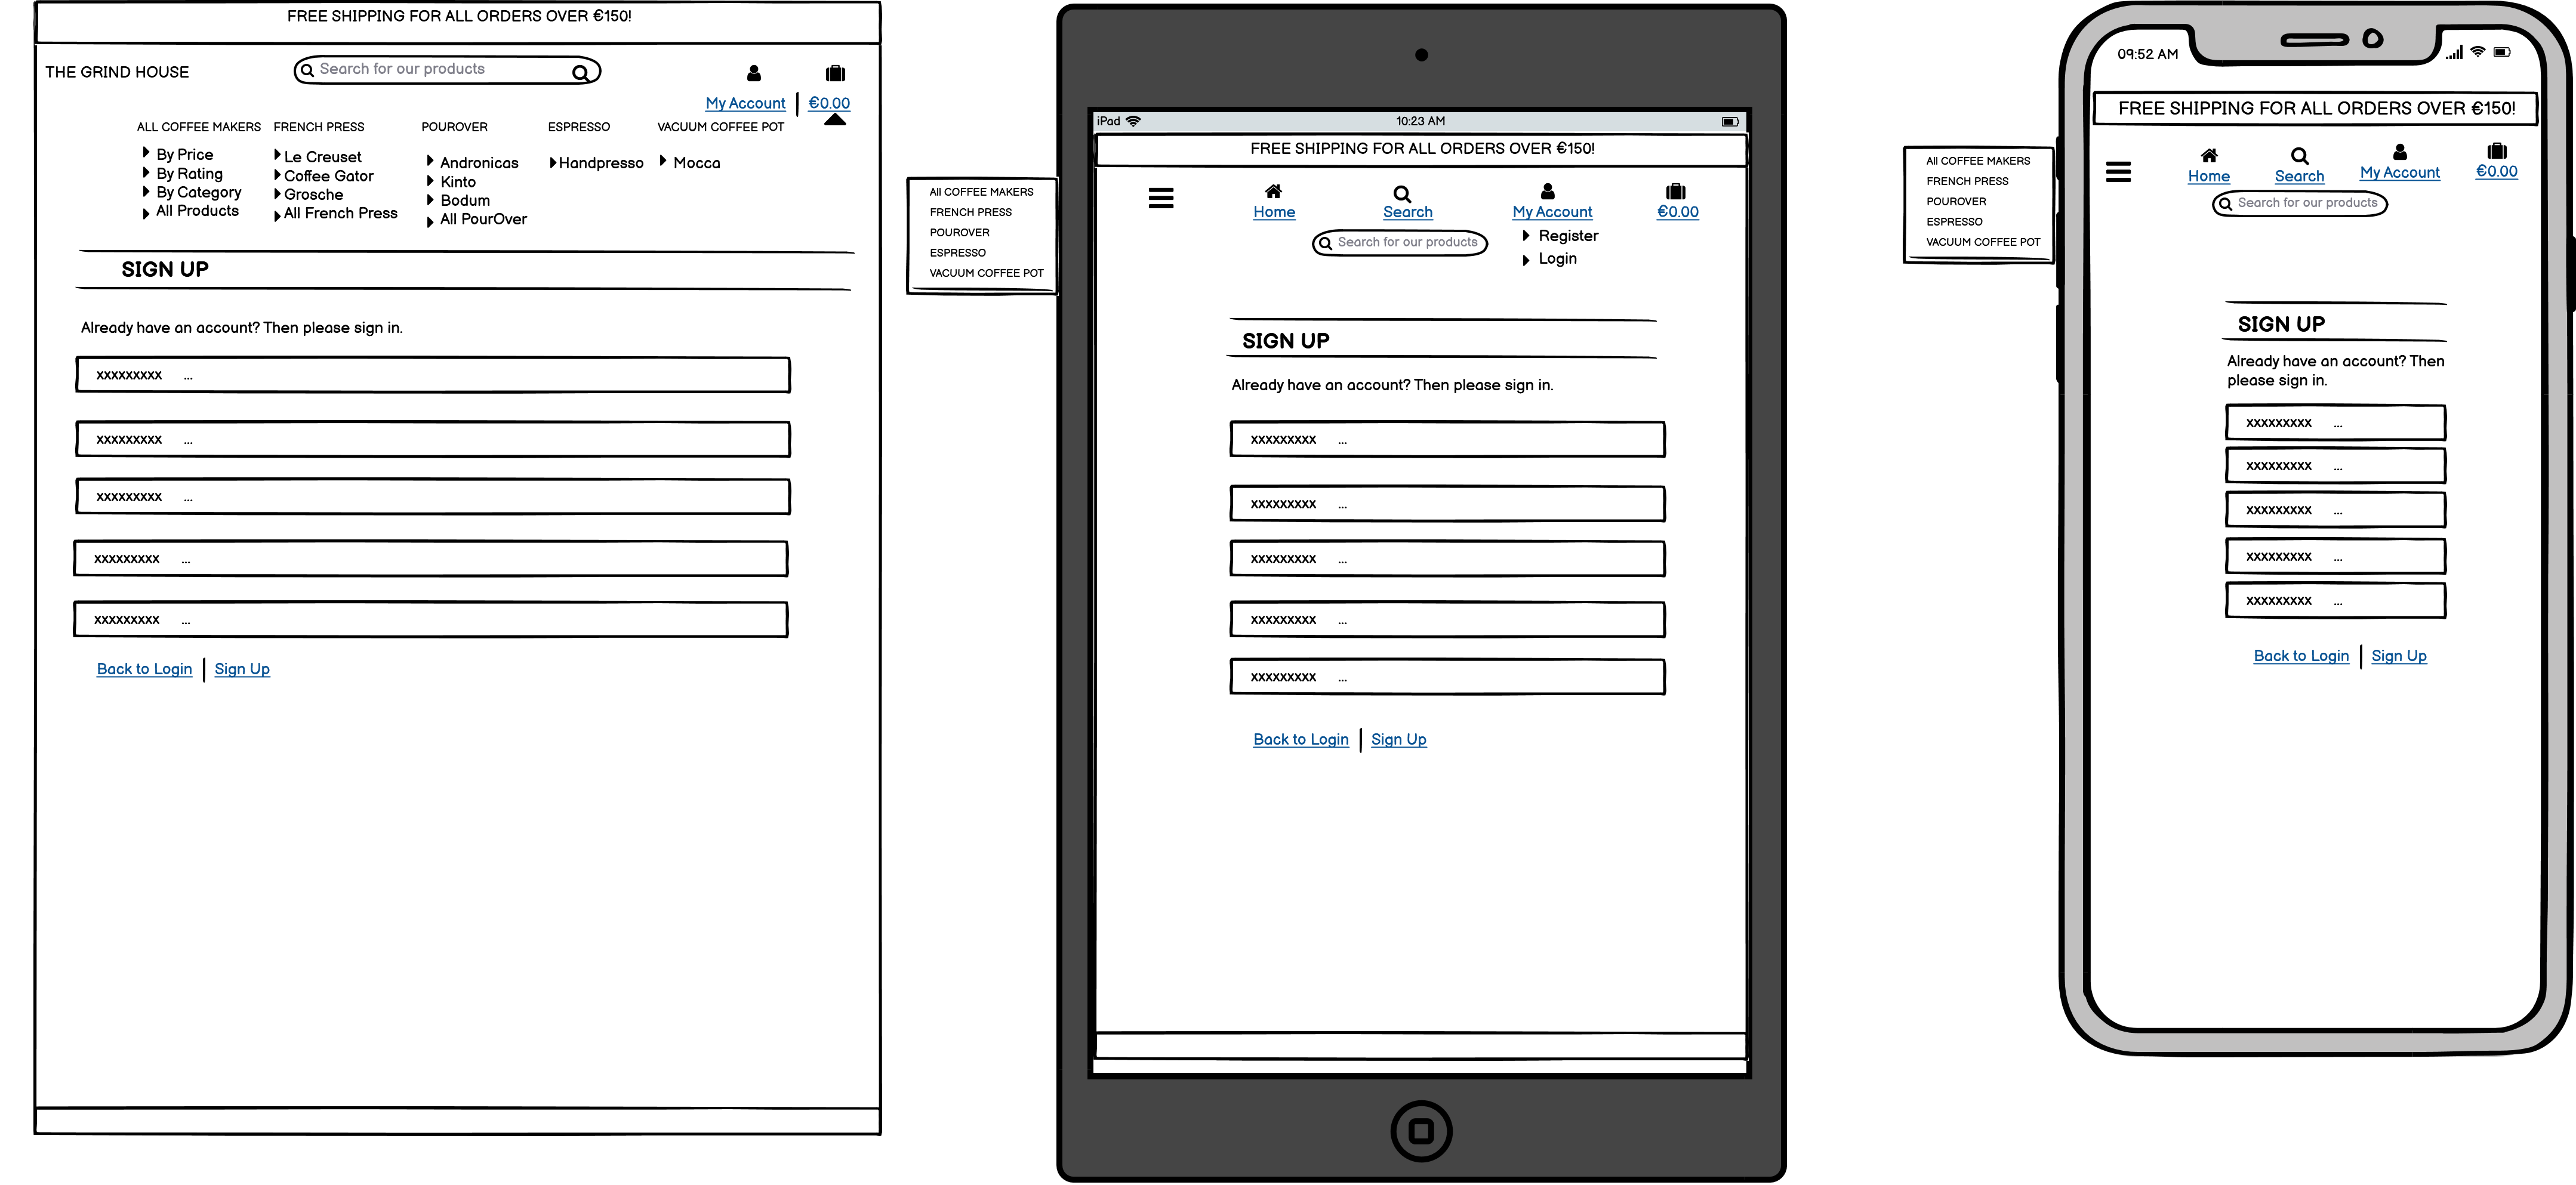 FREE SHIPPING FOR ALL ORDERS OVER €150!
THE GRIND HOUSE
Search for our products
My Account
€0.00
ALL COFFEE MAKERS FRENCH PRESS POUROVER ESPRESSO VACUUM COFFEE POT
By Price
By Rating
By Category
All Products
Le Creuset
Coffee Gator
Grosche
All French Press
Andronicas
Kinto
Bodum
All PourOver
Handpresso
Mocca
SIGN UP
Already have an account? Then please sign in.
xxxxxxxxx ...
xxxxxxxxx ...
xxxxxxxxx ...
xxxxxxxxx ...
xxxxxxxxx ...
Back to Login Sign Up
All COFFEE MAKERS
FRENCH PRESS
POUROVER
ESPRESSO
VACUUM COFFEE POT
iPad 10:23 AM
FREE SHIPPING FOR ALL ORDERS OVER €150!
Home Search My Account €0.00
Search for our products
Register
Login
SIGN UP
Already have an account? Then please sign in.
xxxxxxxxx ...
xxxxxxxxx ...
xxxxxxxxx ...
xxxxxxxxx ...
xxxxxxxxx ...
Back to Login Sign Up
All COFFEE MAKERS
FRENCH PRESS
POUROVER
ESPRESSO
VACUUM COFFEE POT
09:52 AM
FREE SHIPPING FOR ALL ORDERS OVER €150!
Home Search My Account €0.00
Search for our products
SIGN UP
Already have an account? Then
please sign in.
xxxxxxxxx ...
xxxxxxxxx ...
xxxxxxxxx ...
xxxxxxxxx ...
xxxxxxxxx ...
Back to Login Sign Up